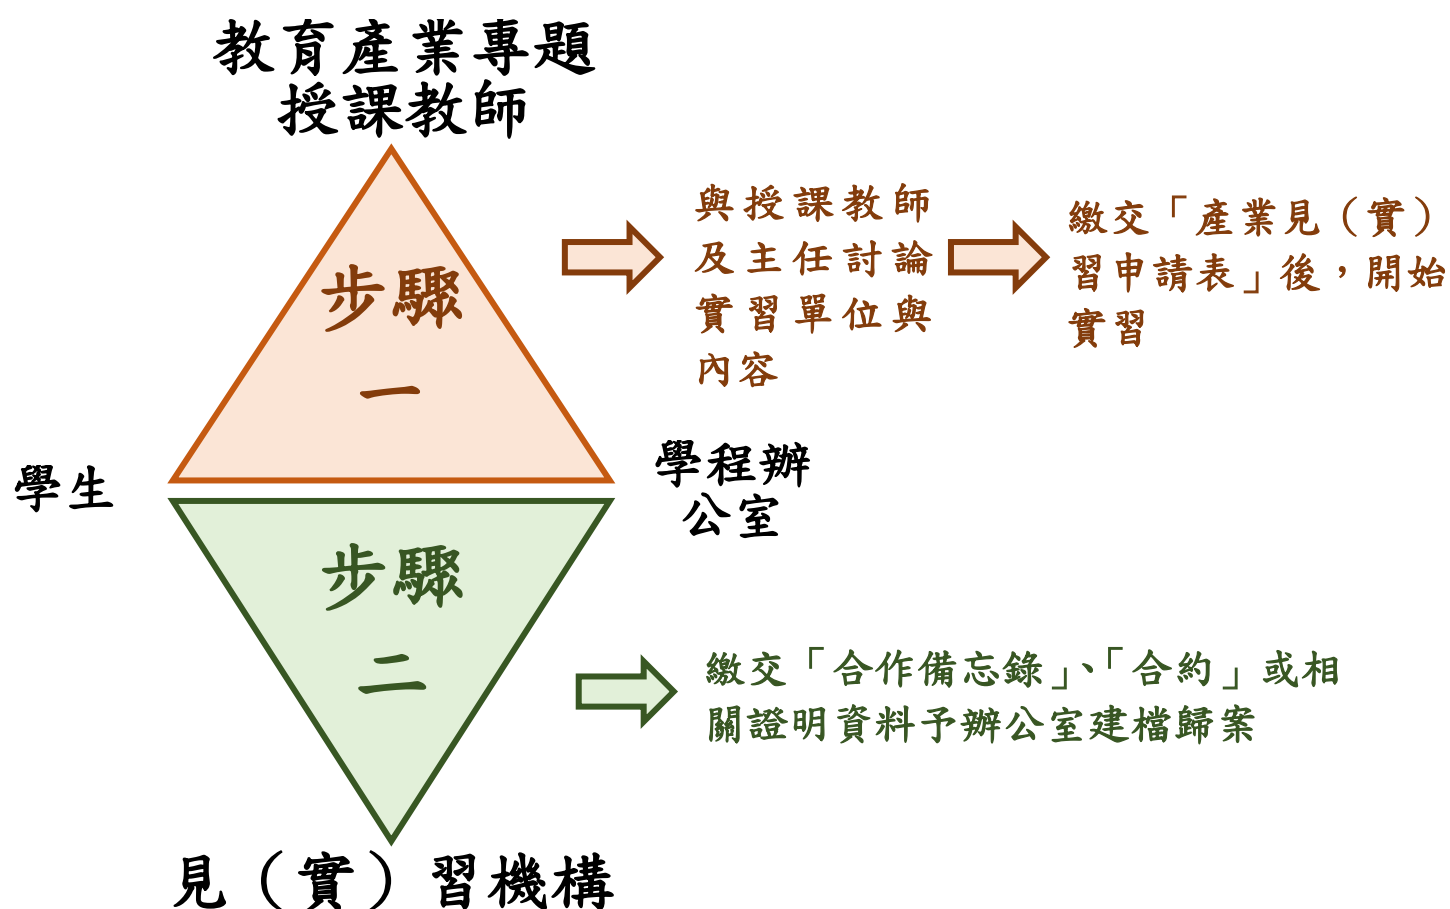 教育產業專題
授課教師
步驟
一
與授課教師
及主任討論
實習單位與
內容
繳交「產業見（實）
習申請表」後，開始
實習
學生
學程辦
公室
步驟
二
繳交「合作備忘錄」、「合約」或相
關證明資料予辦公室建檔歸案
見（實）習機構